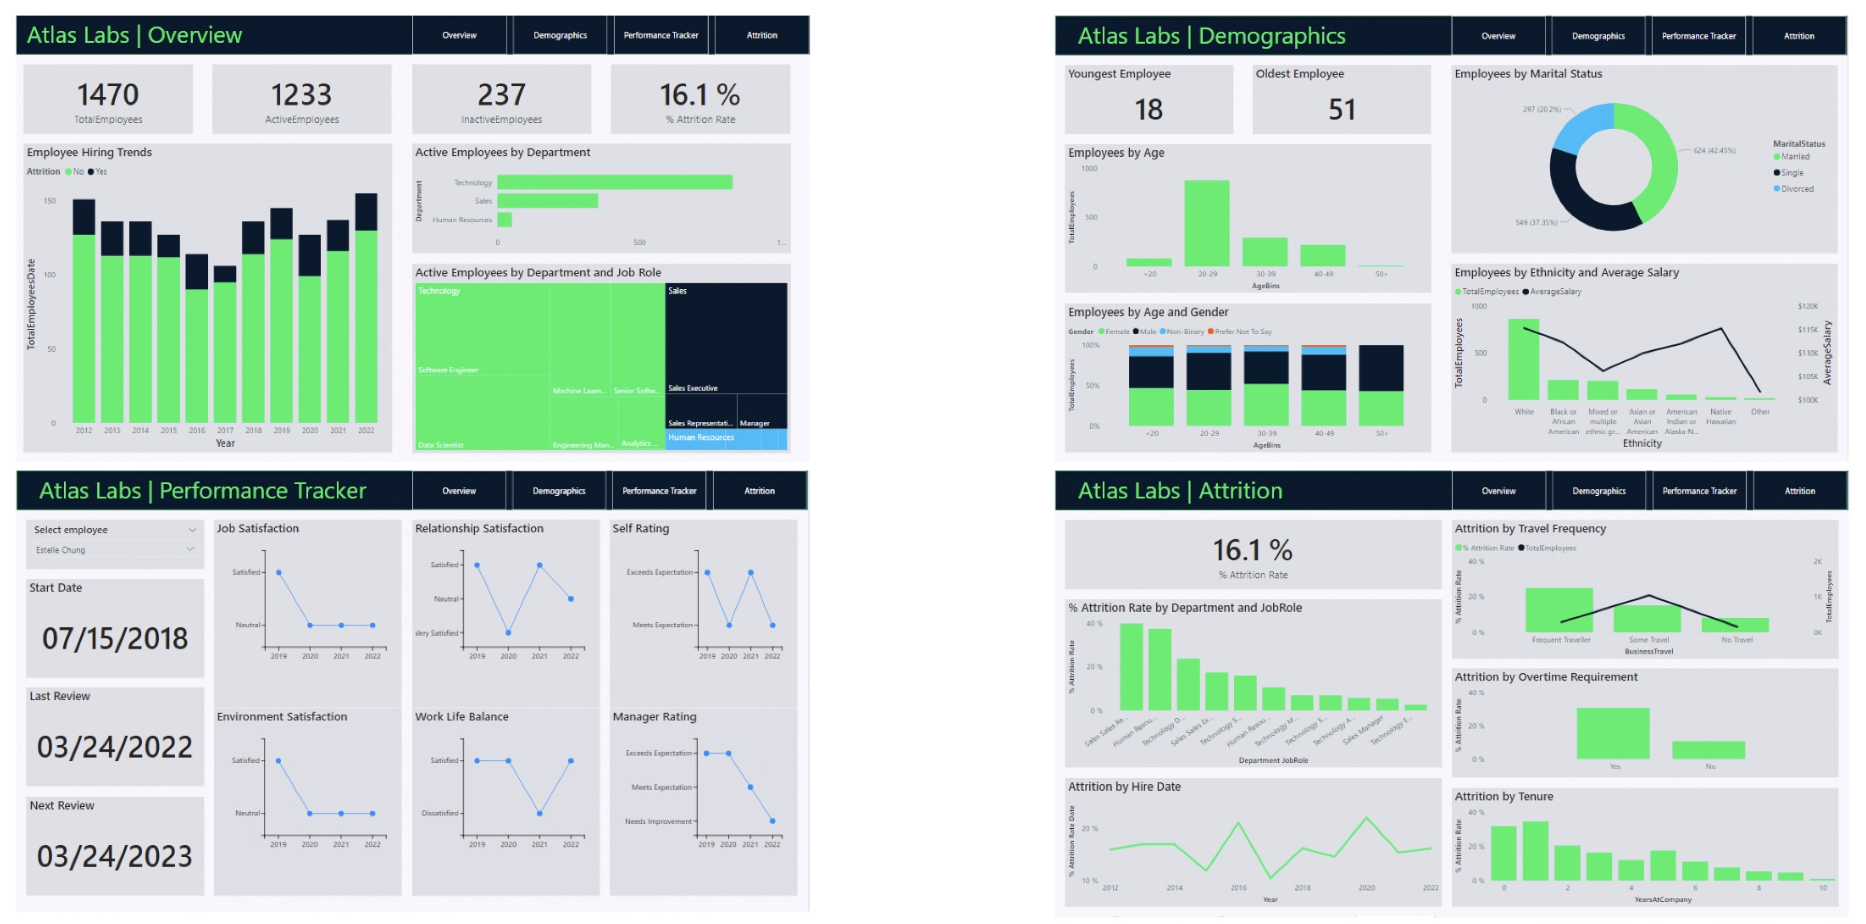 Atlas Labs | Overview
Overview
Demographics
Performance Tracker
Attrition
1470
TotalEmployees
1233
ActiveEmployees
237
InactiveEmployees
16.1 %
% Attrition Rate
Employee Hiring Trends
Attrition No Yes
TotalEmployeesDate
150
100
50
0
2012 2013 2014 2015 2016 2017 2018 2019 2020 2021 2022
Year
Active Employees by Department
Department
Technology
Sales
Human Resources
0 500 1...
Active Employees by Department and Job Role
Technology
Software Engineer
Data Scientist
Machine Learn...
Senior Softw...
Engineering Man...
Analytics ...
Sales
Sales Executive
Sales Representati...
Manager
Human Resources
Atlas Labs | Demographics
Overview
Demographics
Performance Tracker
Attrition
Youngest Employee
18
Oldest Employee
51
Employees by Age
TotalEmployees
1000
500
0
<20 20-29 30-39 40-49 50>
AgeBins
Employees by Age and Gender
Gender Female Male Non-Binary Prefer Not To Say
TotalEmployees
100%
50%
0%
<20 20-29 30-39 40-49 50>
AgeBins
Employees by Marital Status
297 (20.2%)
624 (42.45%)
549 (37.35%)
MaritalStatus
Married
Single
Divorced
Employees by Ethnicity and Average Salary
TotalEmployees AverageSalary
TotalEmployees
1000
500
0
$120K
$115K
$110K
$105K
$100K
AverageSalary
White
Black or African American
Mixed or multiple ethnic gr...
Asian or Asian American
American Indian or Alaska N...
Native Hawaiian
Other
Ethnicity
Atlas Labs | Performance Tracker
Overview
Demographics
Performance Tracker
Attrition
Select employee
Estelle Chung
Start Date
07/15/2018
Last Review
03/24/2022
Next Review
03/24/2023
Job Satisfaction
Satisfied
Neutral
2019 2020 2021 2022
Relationship Satisfaction
Satisfied
Neutral
Satisfied
2019 2020 2021 2022
Self Rating
Exceeds Expectation
Meets Expectation
2019 2020 2021 2022
Environment Satisfaction
Satisfied
Neutral
2019 2020 2021 2022
Work Life Balance
Satisfied
Dissatisfied
2019 2020 2021 2022
Manager Rating
Exceeds Expectation
Meets Expectation
Needs Improvement
2019 2020 2021 2022
Atlas Labs | Attrition
Overview
Demographics
Performance Tracker
Attrition
16.1 %
% Attrition Rate
% Attrition Rate by Department and JobRole
% Attrition Rate
40 %
20 %
0 %
Sales Sales Re...
Human Resou...
Technology D...
Sales Sales Ex...
Technology S...
Human Resou...
Technology M...
Technology S...
Technology A...
Sales Manager
Technology E...
Department JobRole
Attrition by Hire Date
% Attrition Rate Date
20 %
10 %
2012 2014 2016 2018 2020 2022
Year
Attrition by Travel Frequency
% Attrition Rate TotalEmployees
% Attrition Rate
40 %
20 %
0 %
2K
1K
0K
TotalEmployees
Frequent Traveller Some Travel No Travel
BusinessTravel
Attrition by Overtime Requirement
% Attrition Rate
40 %
20 %
0 %
Yes No
Attrition by Tenure
% Attrition Rate
40 %
20 %
0 %
0 2 4 6 8 10
YearsAtCompany